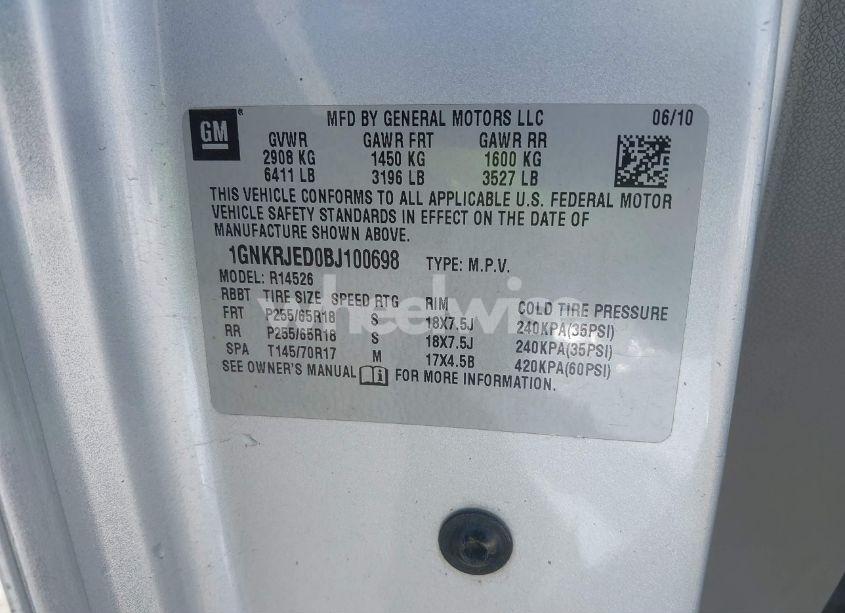 GM
MFD BY GENERAL MOTORS LLC 06/10
GVWR GAWR FRT GAWR RR
2908 KG 1450 KG 1600 KG
6411 LB 3196 LB 3527 LB
THIS VEHICLE CONFORMS TO ALL APPLICABLE U.S. FEDERAL MOTOR
VEHICLE SAFETY STANDARDS IN EFFECT ON THE DATE OF
MANUFACTURE SHOWN ABOVE.
1GNKRJED0BJ100698 TYPE: M.P.V.
MODEL: R14526
RBBT TIRE SIZE SPEED RTG RIM COLD TIRE PRESSURE
FRT P255/65R18 S 18X7.5J 240KPA(35PSI)
RR P255/65R18 S 18X7.5J 240KPA(35PSI)
SPA T145/70R17 M 17X4.5B 420KPA(60PSI)
SEE OWNER'S MANUAL FOR MORE INFORMATION.
wheelwiss